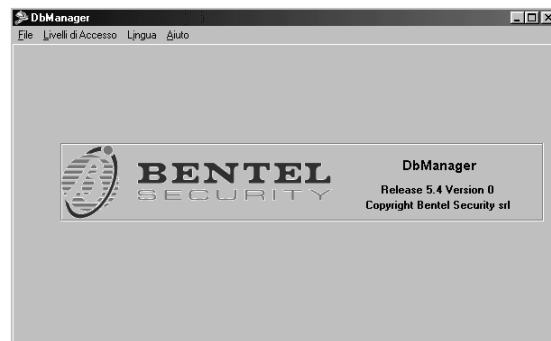 DbManager
File Livelli di Accesso Lingua Aiuto
BENTEL
SECURITY
DbManager
Release 5.4 Version 0
Copyright Bentel Security srl